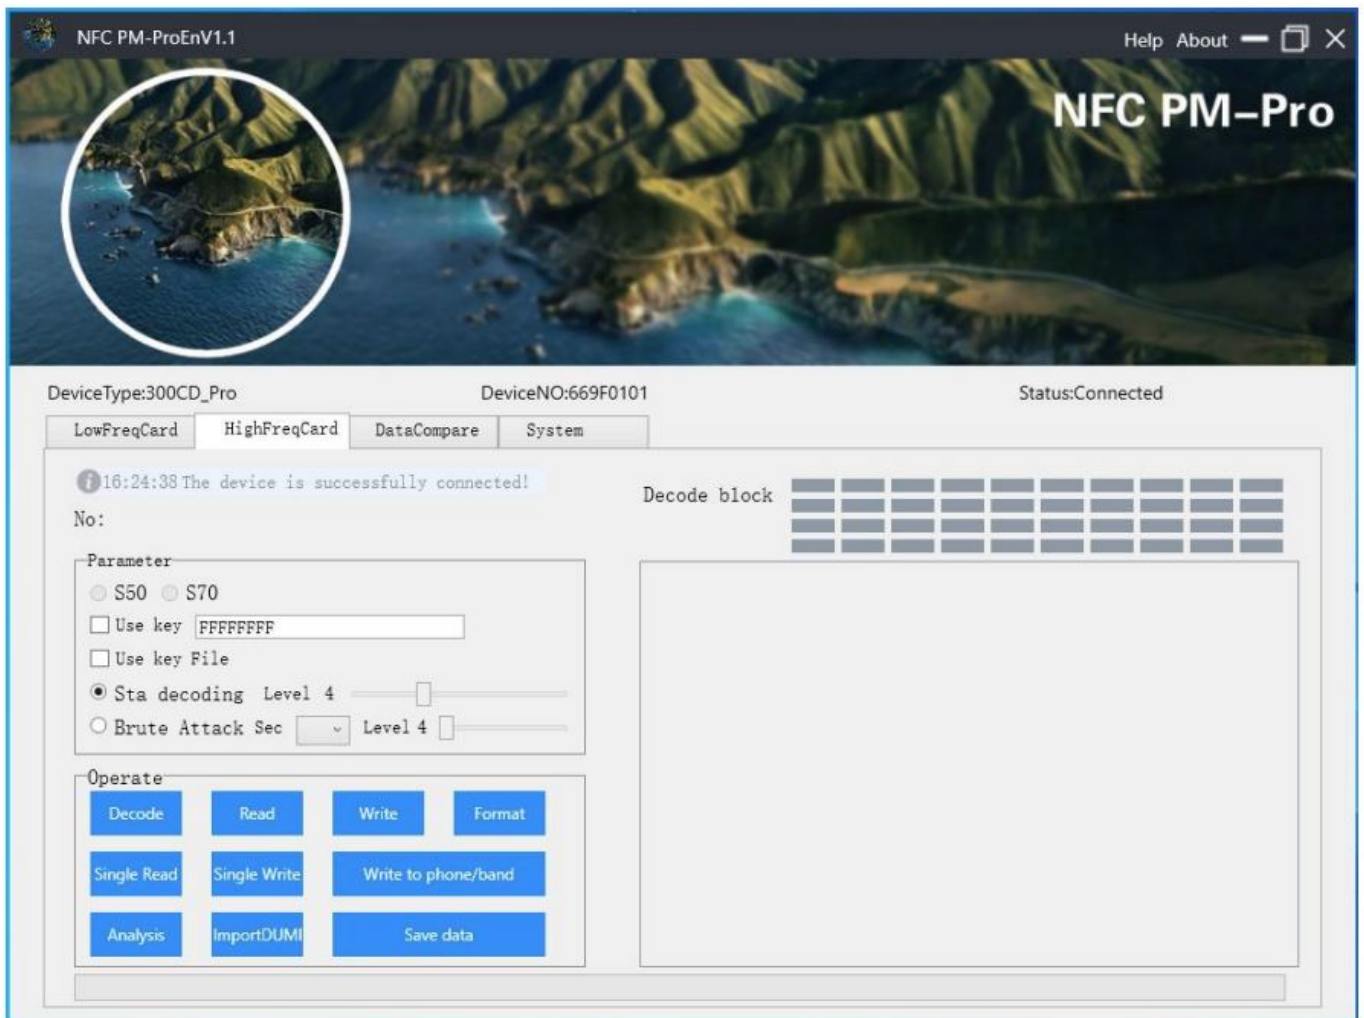 NFC PM-ProEnV1.1
Help About
NFC PM-Pro
DeviceType:300CD_Pro DeviceNO:669F0101 Status:Connected
LowFreqCard HighFreqCard DataCompare System
16:24:38 The device is successfully connected!
Decode block
No:
Parameter
S50 S70
Use key FFFFFFFF
Use key File
Sta decoding Level 4
Brute Attack Sec Level 4
Operate
Decode Read Write Format
Single Read Single Write Write to phone/band
Analysis ImportDUMI Save data